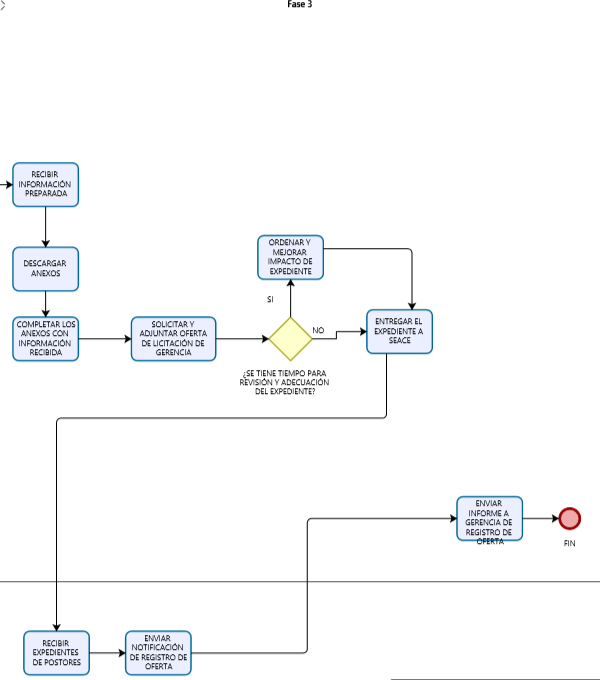 Fase 3
RECIBIR
INFORMACIÓN
PREPARADA
DESCARGAR
ANEXOS
COMPLETAR LOS
ANEXOS CON
INFORMACIÓN
RECIBIDA
SOLICITAR Y
ADJUNTAR OFERTA
DE LICITACIÓN DE
GERENCIA
ORDENAR Y
MEJORAR
IMPACTO DE
EXPEDIENTE
SI
NO
¿SE TIENE TIEMPO PARA
REVISIÓN Y ADECUACIÓN
DEL EXPEDIENTE?
ENTREGAR EL
EXPEDIENTE A
SEACE
ENVIAR
INFORME A
GERENCIA DE
REGISTRO DE
OFERTA
FIN
RECIBIR
EXPEDIENTES
DE POSTORES
ENVIAR
NOTIFICACIÓN
DE REGISTRO DE
OFERTA